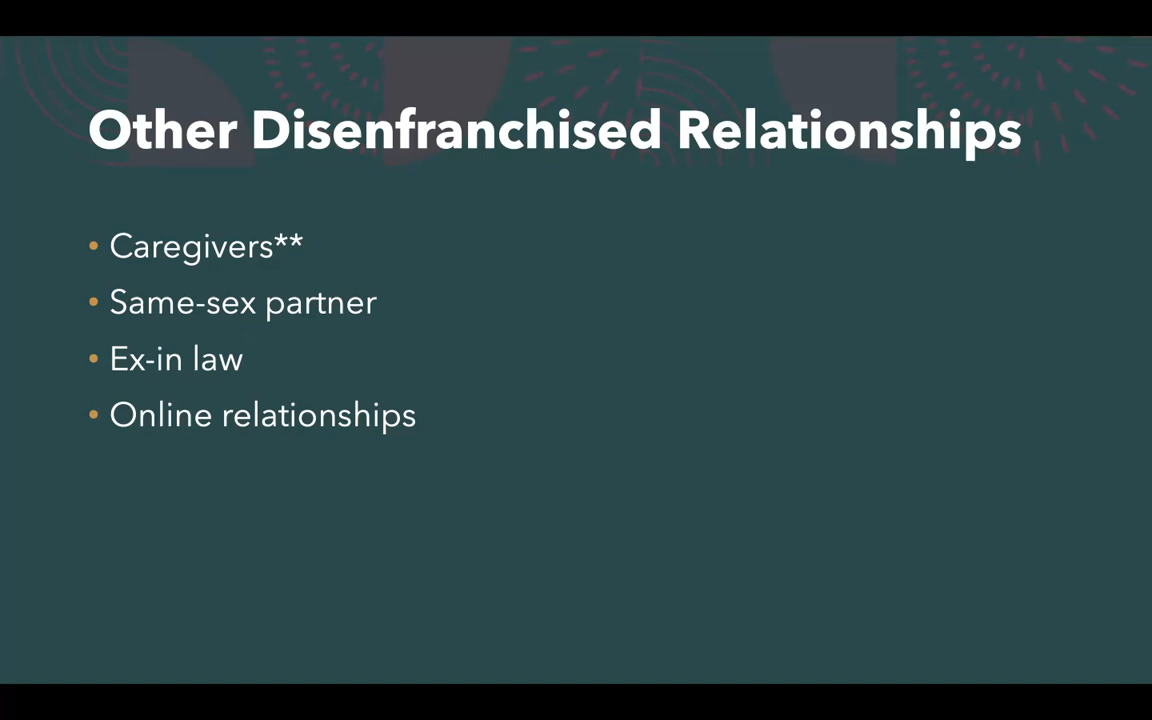 Other Disenfranchised Relationships
• Caregivers**
• Same-sex partner
• Ex-in law
• Online relationships